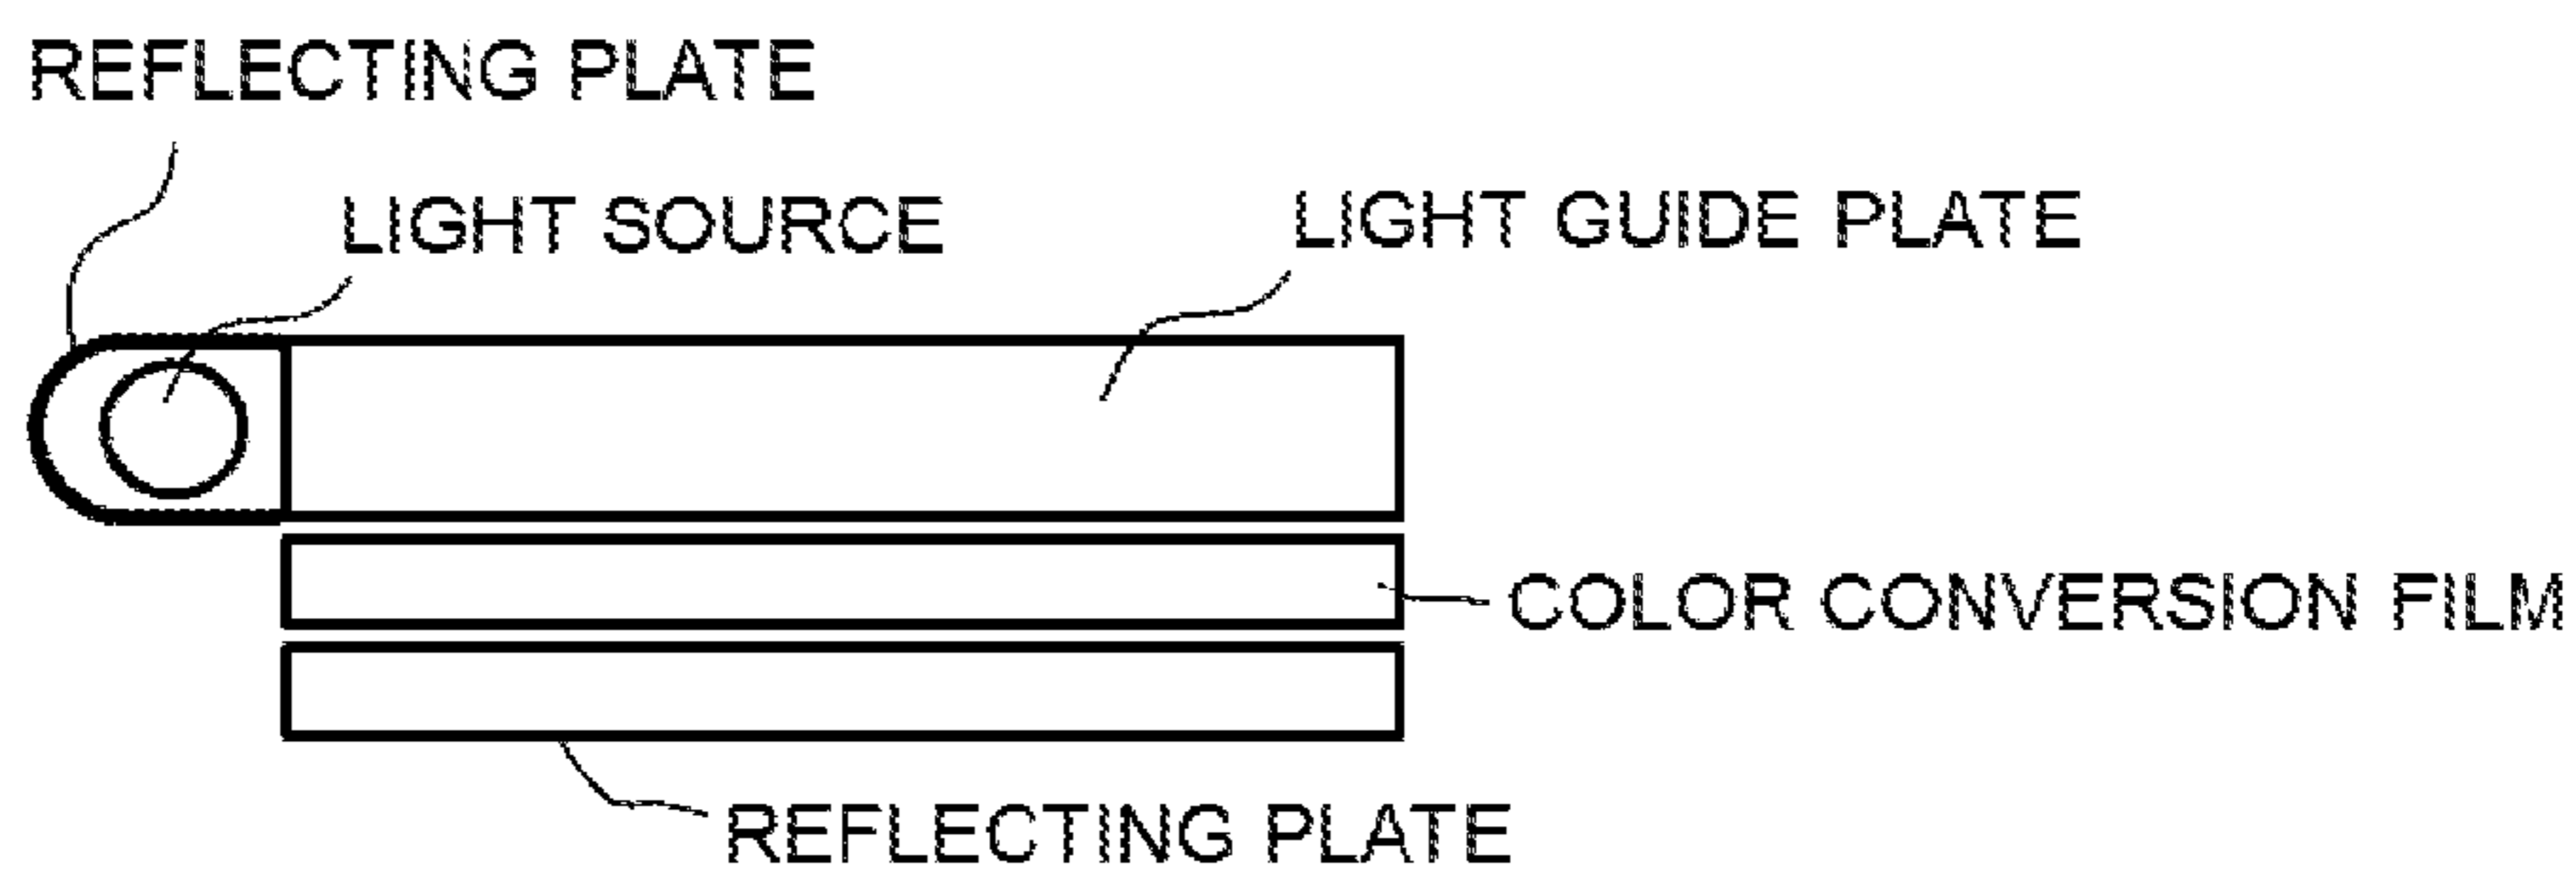 REFLECTING PLATE
LIGHT SOURCE
LIGHT GUIDE PLATE
COLOR CONVERSION FILM
REFLECTING PLATE